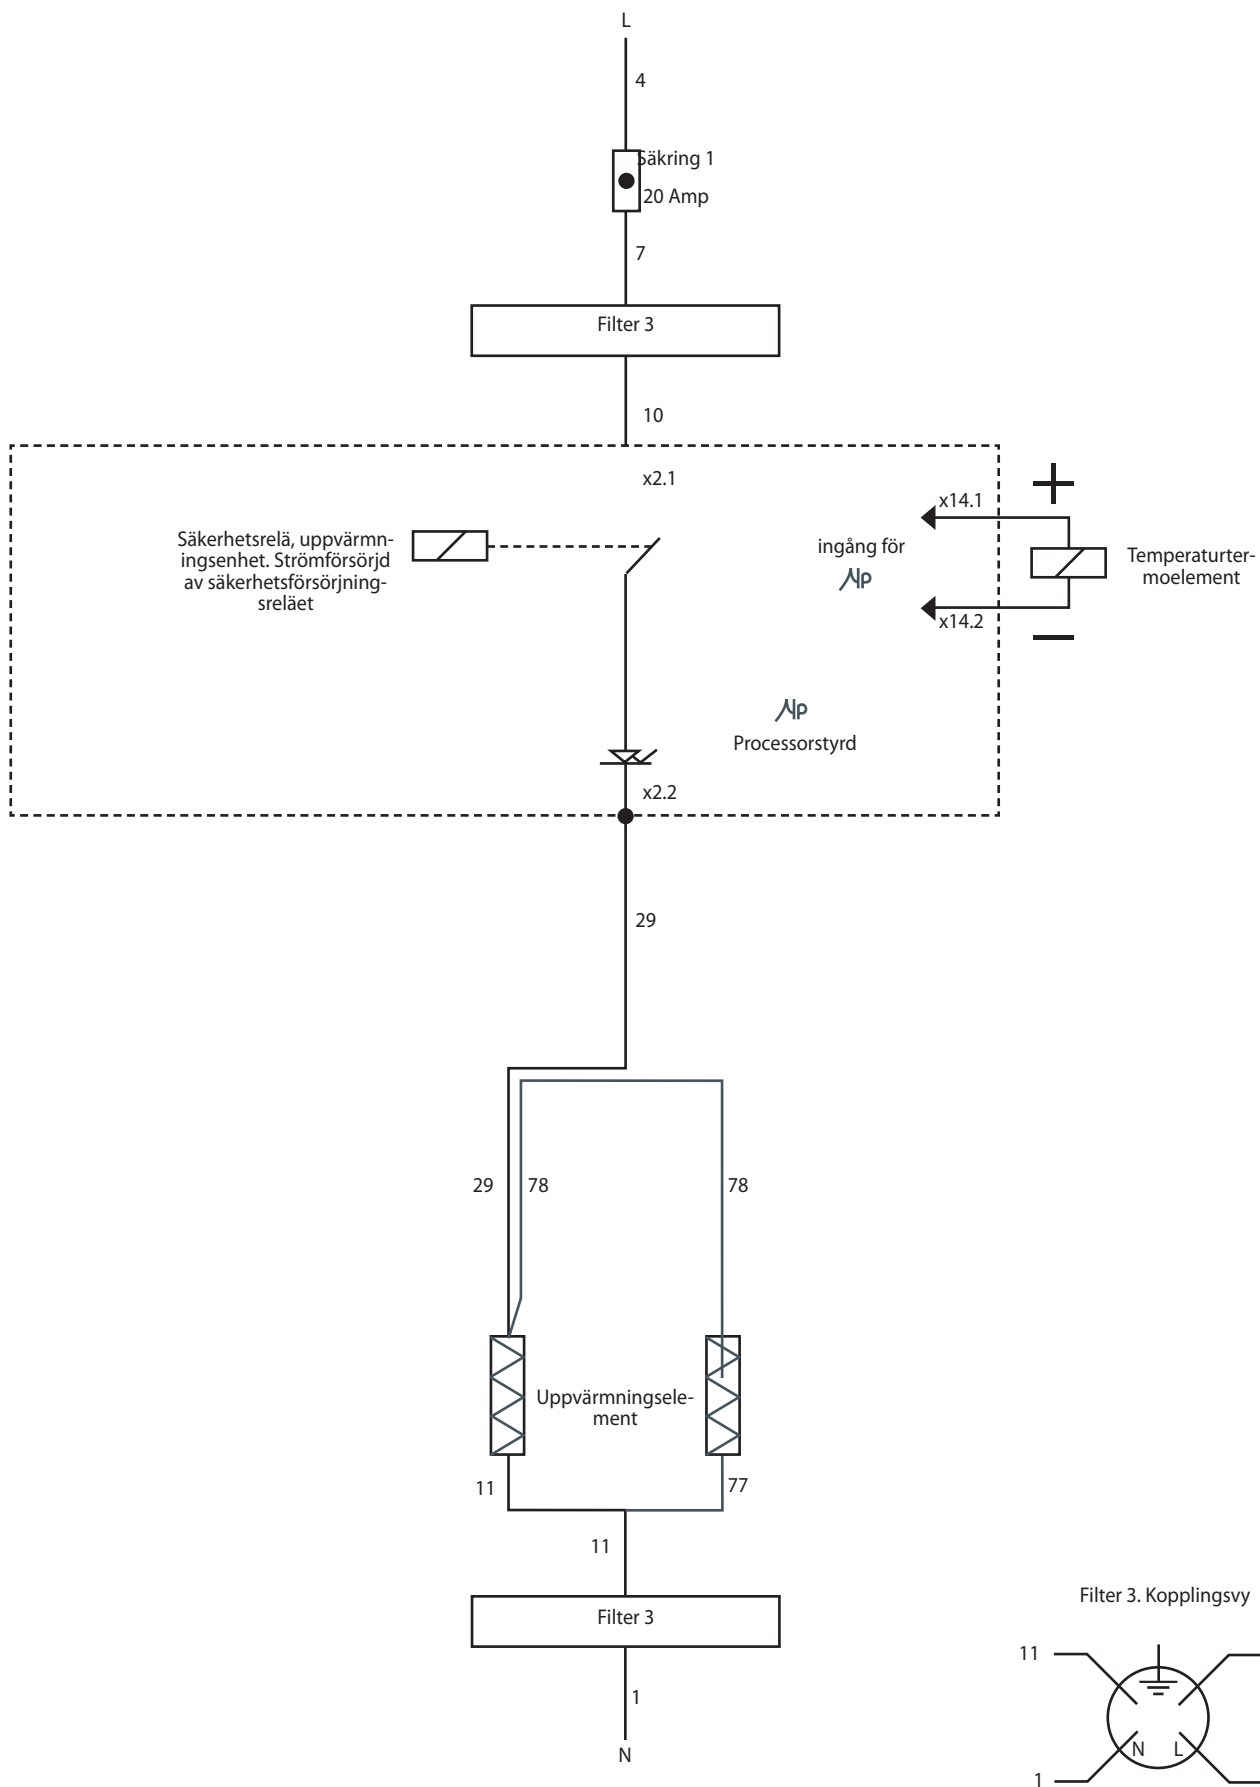 L
4
Säkring 1
20 Amp
7
Filter 3
10
x2.1
x14.1
Säkerhetsrelä, uppvärmn-
ingsenhet. Strömförsörjd
av säkerhetsförsörjning-
sreläet
ingång för
Temperaturter-
moelement
x14.2
Processorstyrd
x2.2
29
29
78
78
Uppvärmningsele-
ment
11
77
11
Filter 3
1
N
Filter 3. Kopplingsvy
11
N
L
1